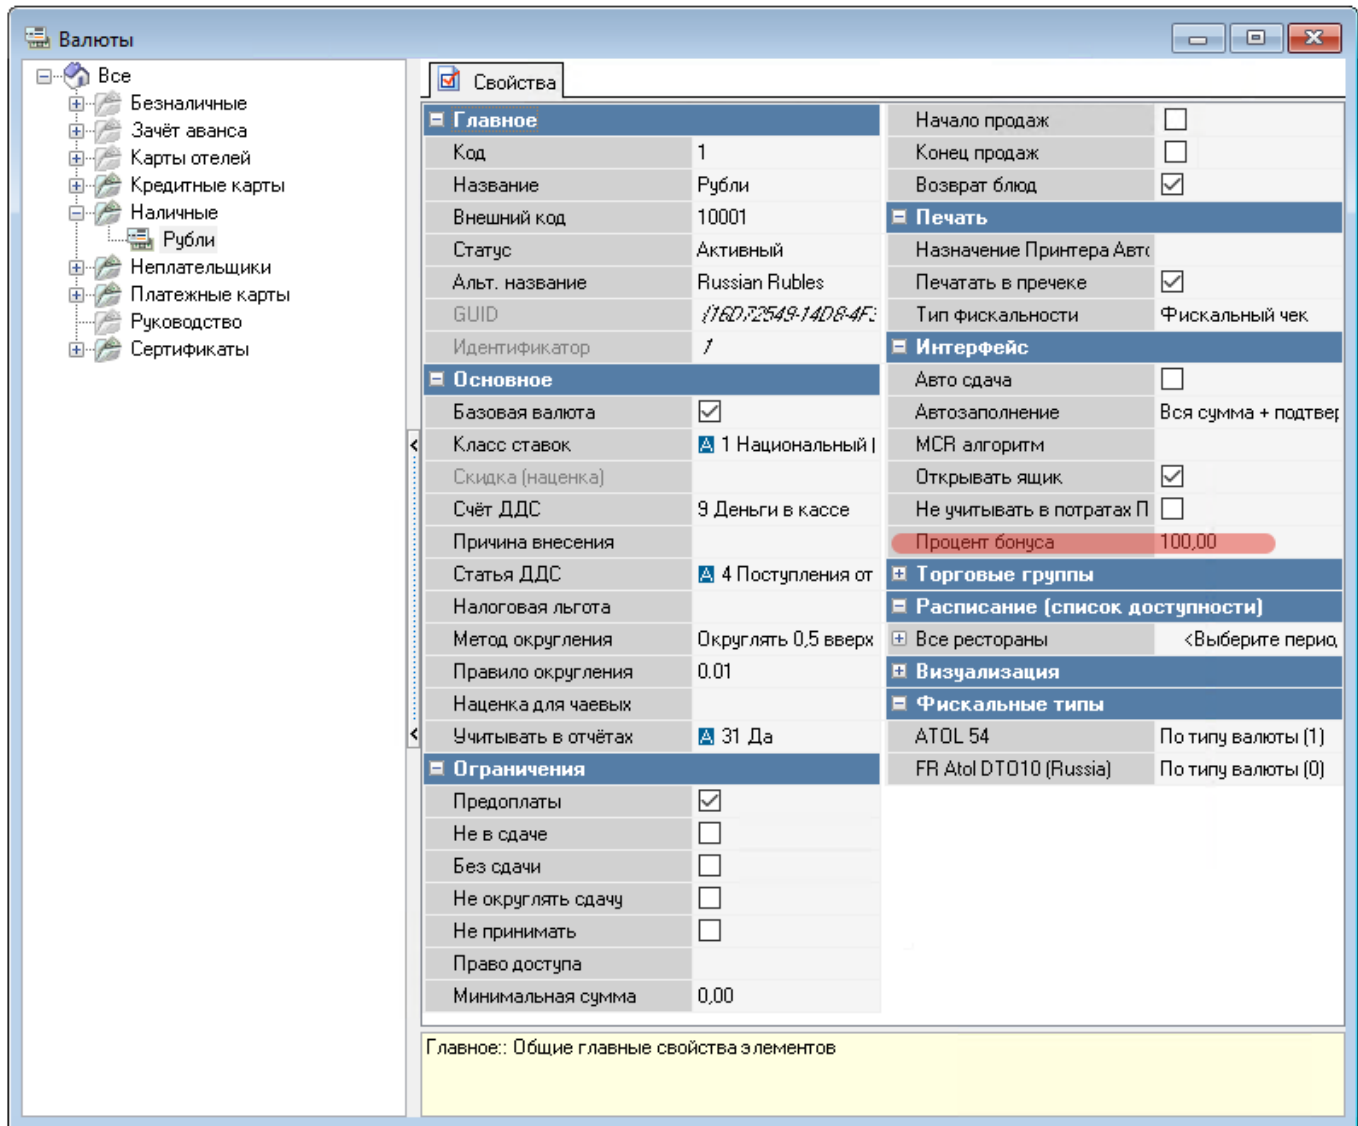 Валюты
Все
Безналичные
Зачёт аванса
Карты отелей
Кредитные карты
Наличные
Рубли
Неплательщики
Платежные карты
Руководство
Сертификаты
Свойства
Главное
Код 1
Название Рубли
Внешний код 10001
Статус Активный
Альт. название Russian Rubles
GUID {16D72549-14D8-4F3
Идентификатор 1
Основное
Базовая валюта
Класс ставок A 1 Национальный (
Скидка (наценка)
Счёт ДДС 9 Деньги в кассе
Причина внесения
Статья ДДС A 4 Поступления от
Налоговая льгота
Метод округления Округлять 0,5 вверх
Правило округления 0.01
Наценка для чаевых
Учитывать в отчётах A 31 Да
Ограничения
Предоплаты
Не в сдаче
Без сдачи
Не округлять сдачу
Не принимать
Право доступа
Минимальная сумма 0,00
Начало продаж
Конец продаж
Возврат блюд
Печать
Назначение Принтера Авто
Печатать в пречеке
Тип фискальности Фискальный чек
Интерфейс
Авто сдача
Автозаполнение Вся сумма + подтвер
MCR алгоритм
Открывать ящик
Не учитывать в потратах П
Процент бонуса 100,00
Торговые группы
Расписание (список доступности)
Все рестораны <Выберите период
Визуализация
Фискальные типы
ATOL 54 По типу валюты (1)
FR Atol DTO10 (Russia) По типу валюты (0)
Главное:: Общие главные свойства элементов